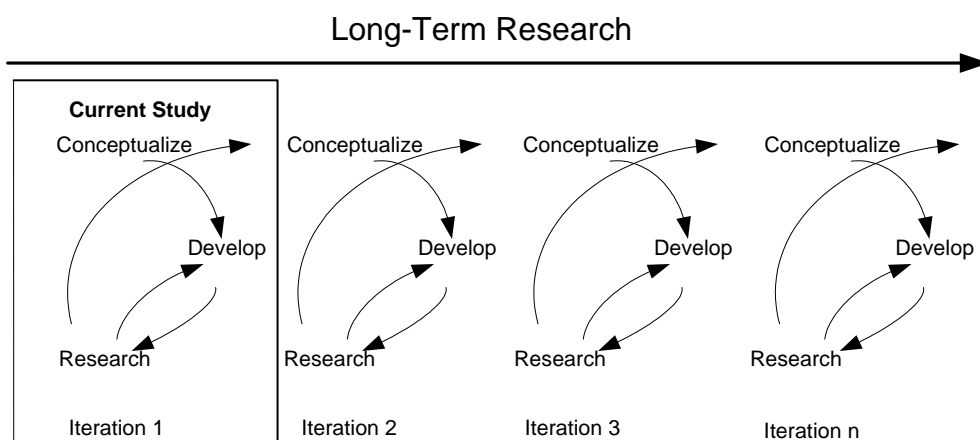 Long-Term Research
Current Study
Conceptualize Conceptualize Conceptualize Conceptualize
Develop Develop Develop Develop
Research Research Research Research
Iteration 1 Iteration 2 Iteration 3 Iteration n